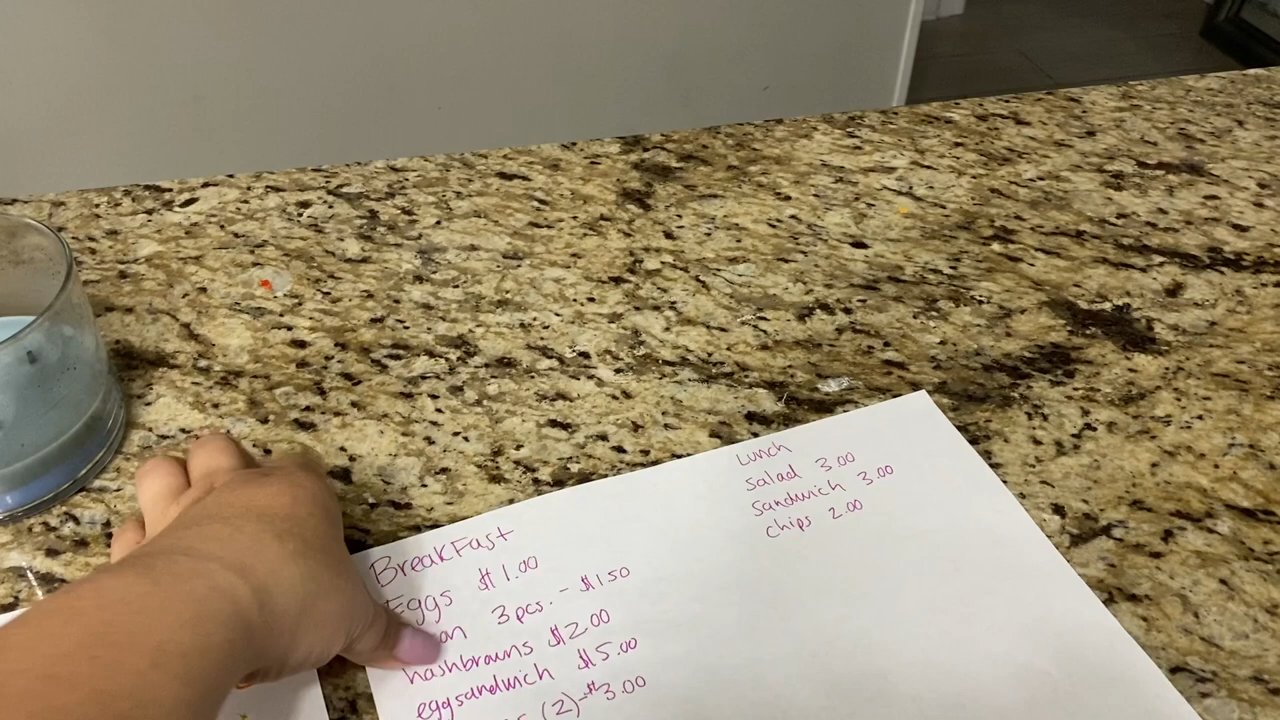 BreakFast
Eggs $1.00
3pcs. - $1.50
hashbrowns $2.00
eggsandwich $5.00
(2)-$3.00
Lunch
Salad 3.00
Sandwich 3.00
chips 2.00